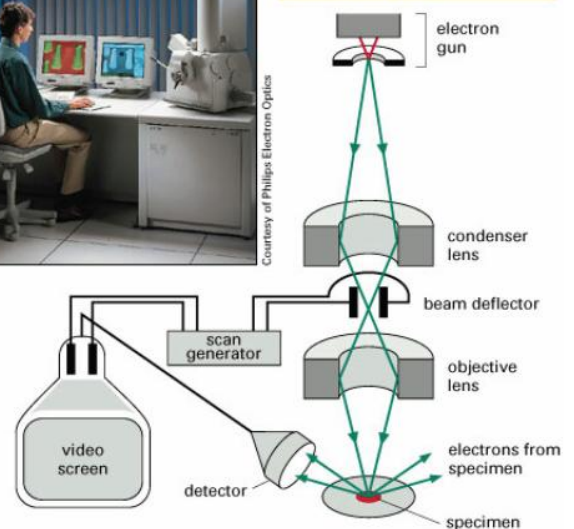 Courtesy of Philips Electron Optics
electron
gun
condenser
lens
beam deflector
scan
generator
objective
lens
video
screen
electrons from
specimen
detector
specimen